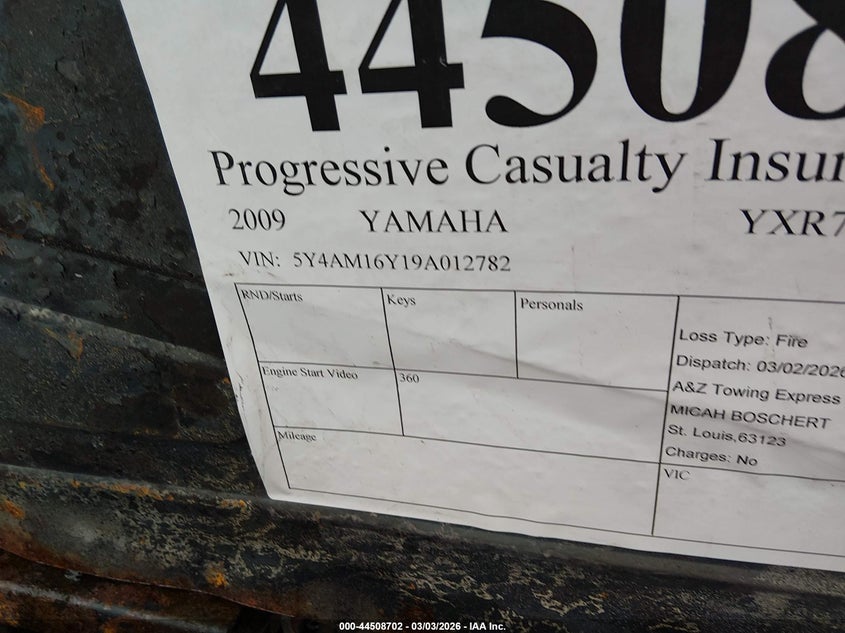 44508
Progressive Casualty Insur
2009 YAMAHA YXR7
VIN: 5Y4AM16Y19A012782
RND/Starts Keys Personals
Loss Type: Fire
Dispatch: 03/02/2026
Engine Start Video 360
A&Z Towing Express
MICAH BOSCHERT
St. Louis,63123
Charges: No
Mileage
VIC
000-44508702 - 03/03/2026 - IAA Inc.